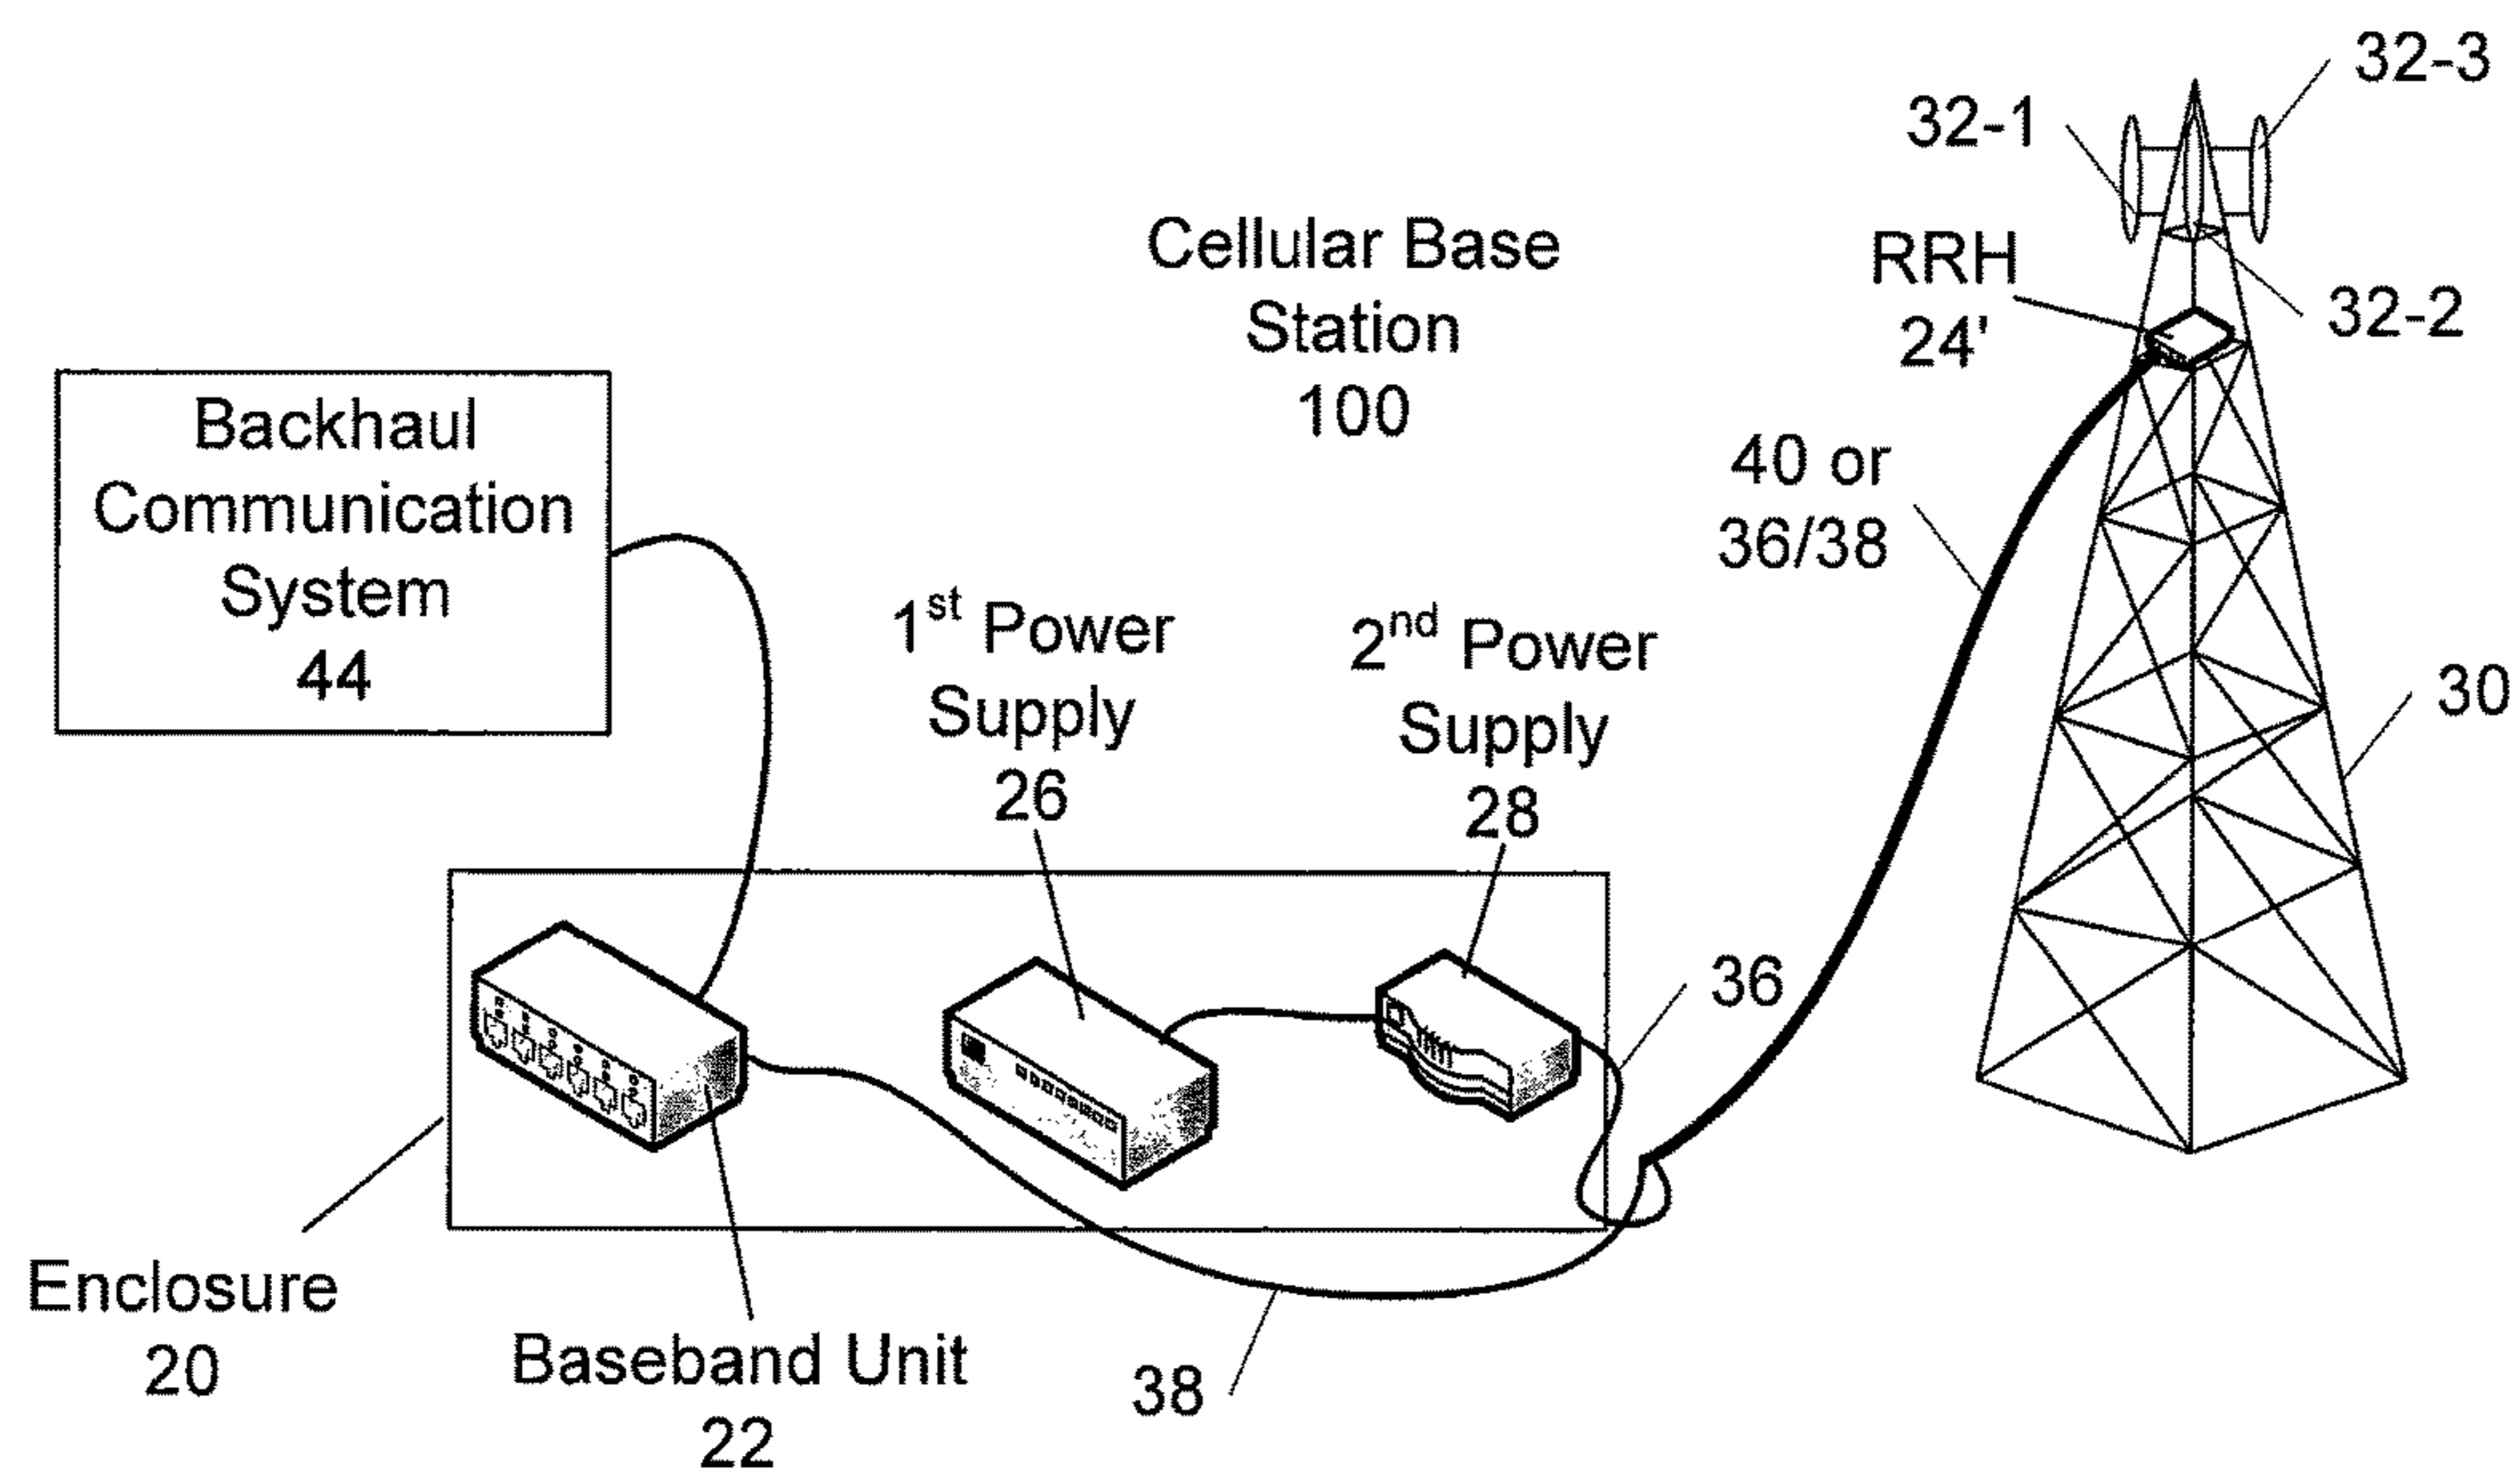 32-3
32-1
Cellular Base
Station
100
RRH
24'
32-2
Backhaul
Communication
System
44
40 or
36/38
1st Power
Supply
26
2nd Power
Supply
28
30
36
Enclosure
20
Baseband Unit
22
38